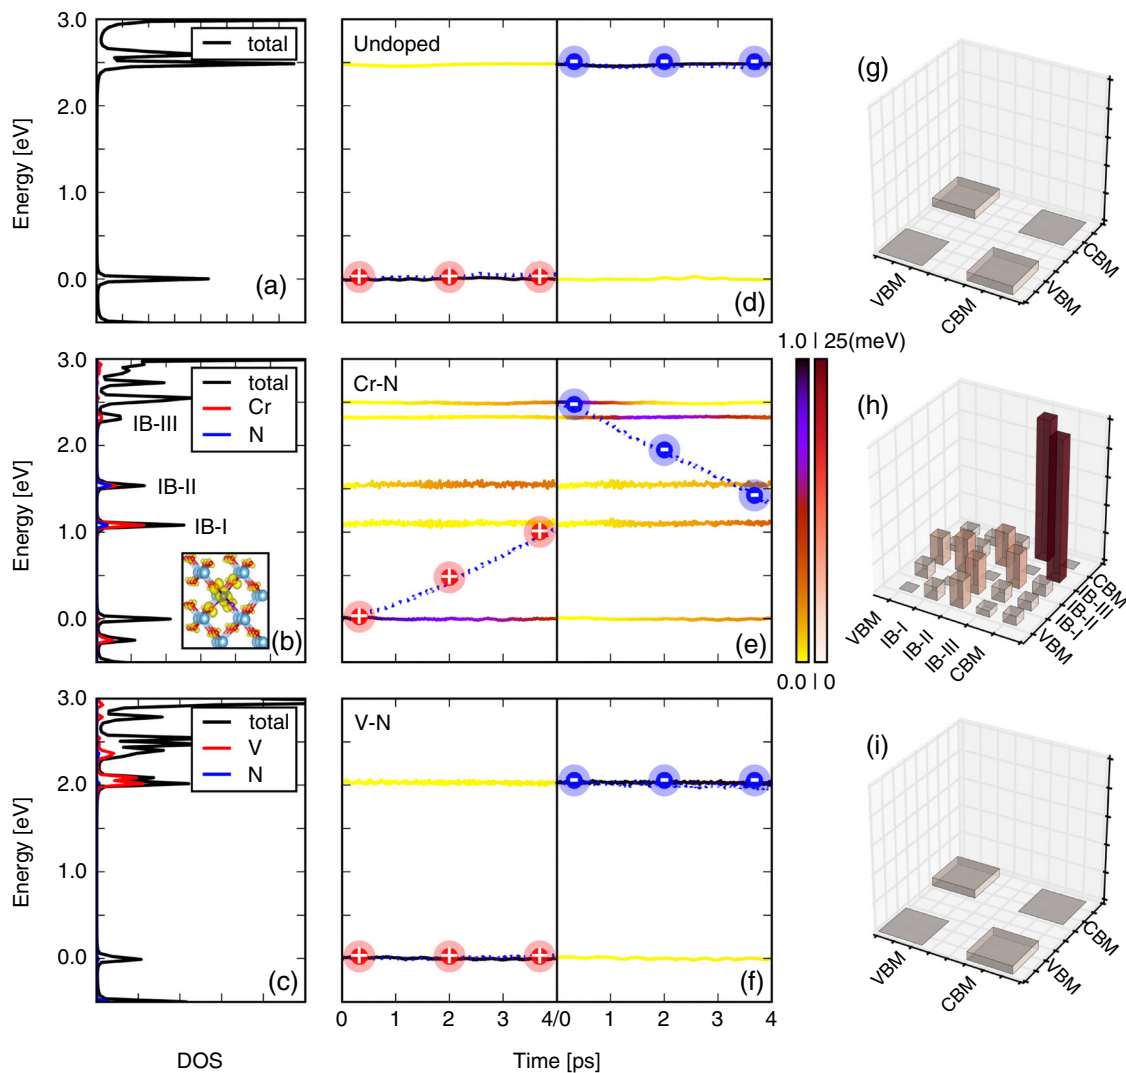 3.0
2.0
1.0
0.0
Energy [eV]
total
(a)
Undoped
(d)
(g)
VBM
CBM
VBM
CBM
3.0
2.0
1.0
0.0
Energy [eV]
total
Cr
N
IB-III
IB-II
IB-I
(b)
Cr-N
(e)
1.0 | 25(meV)
0.0 | 0
(h)
VBM
IB-I
IB-II
IB-III
CBM
VBM
IB-I
IB-II
IB-III
CBM
3.0
2.0
1.0
0.0
Energy [eV]
total
V
N
(c)
DOS
V-N
(f)
0 1 2 3 4/0 1 2 3 4
Time [ps]
(i)
VBM
CBM
VBM
CBM